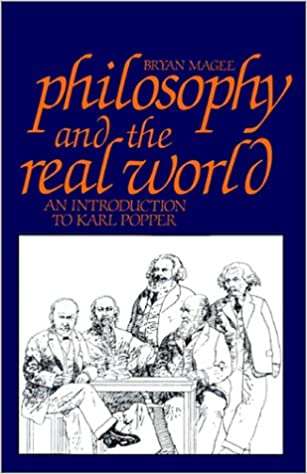 BRYAN MAGEE
philosophy
and the
real world
AN INTRODUCTION
TO KARL POPPER